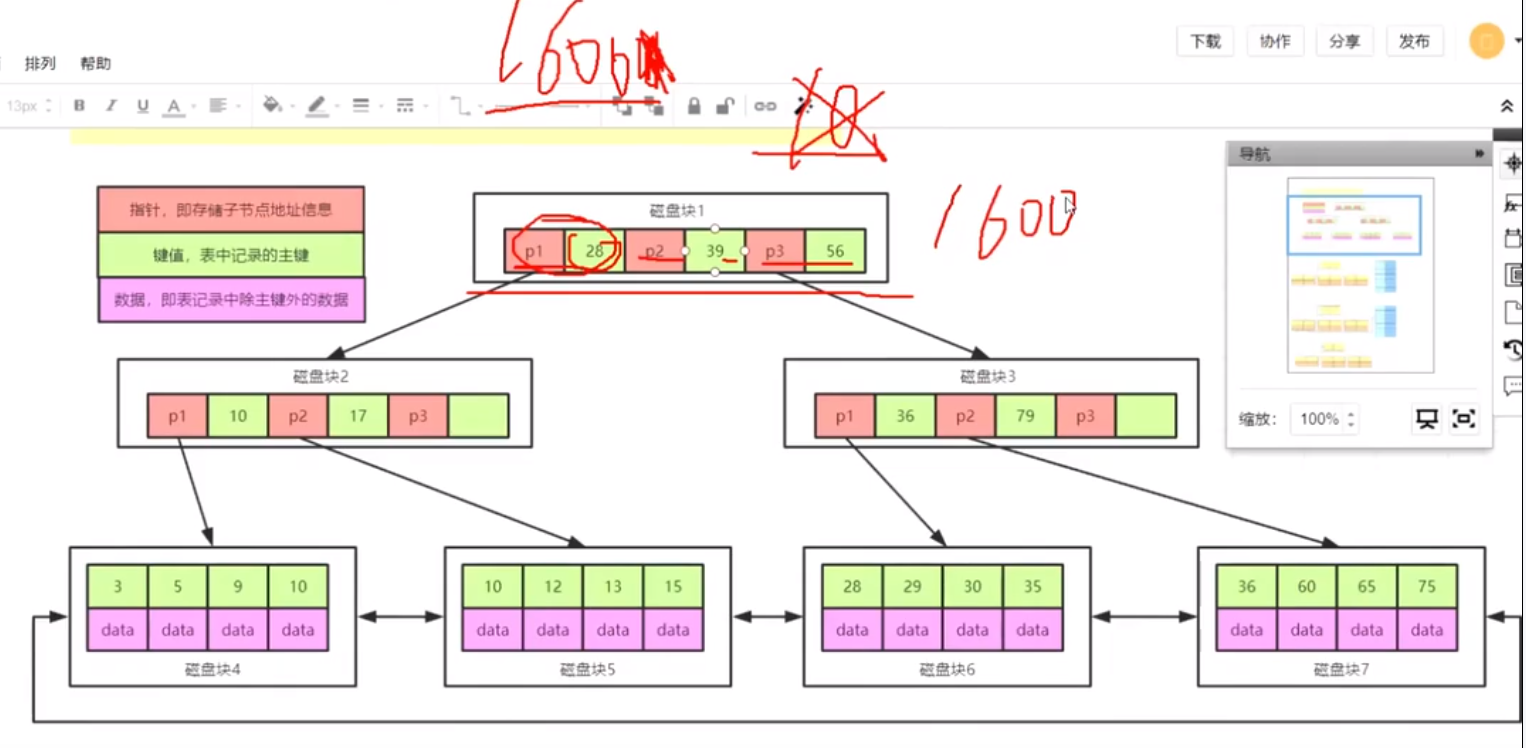 排列 帮助
下载 协作 分享 发布
13px B I U A
1606
10
1600
导航
指针，即存储子节点地址信息
键值，表中记录的主键
数据，即表记录中除主键外的数据
磁盘块1
p1 28 p2 39 p3 56
磁盘块2
p1 10 p2 17 p3
磁盘块3
p1 36 p2 79 p3
缩放： 100%
3 5 9 10
data data data data
磁盘块4
10 12 13 15
data data data data
磁盘块5
28 29 30 35
data data data data
磁盘块6
36 60 65 75
data data data data
磁盘块7